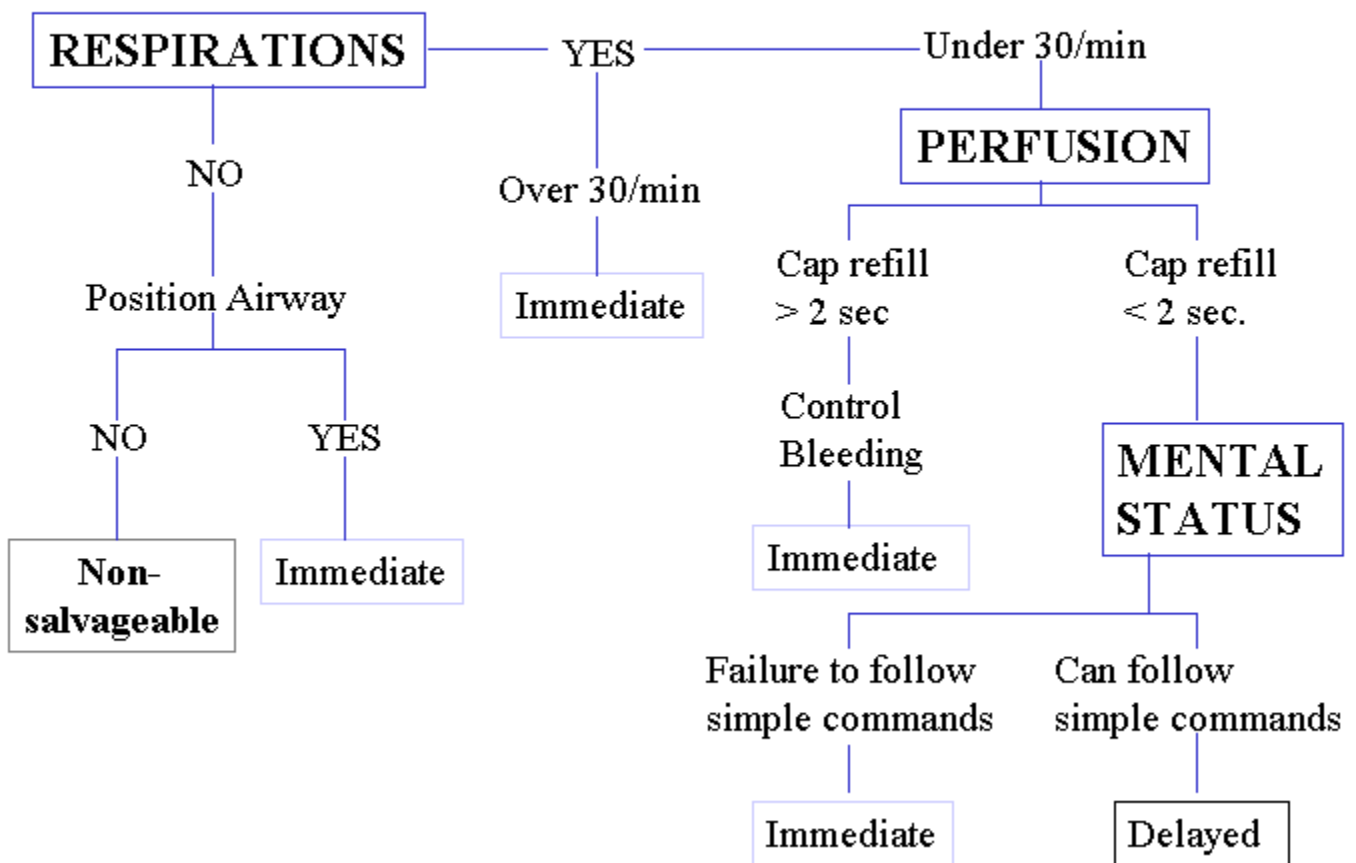 RESPIRATIONS
YES
Under 30/min
PERFUSION
NO
Over 30/min
Immediate
Position Airway
NO
YES
Non-
salvageable
Immediate
Cap refill
> 2 sec
Cap refill
< 2 sec.
Control
Bleeding
Immediate
MENTAL
STATUS
Failure to follow
simple commands
Can follow
simple commands
Immediate
Delayed